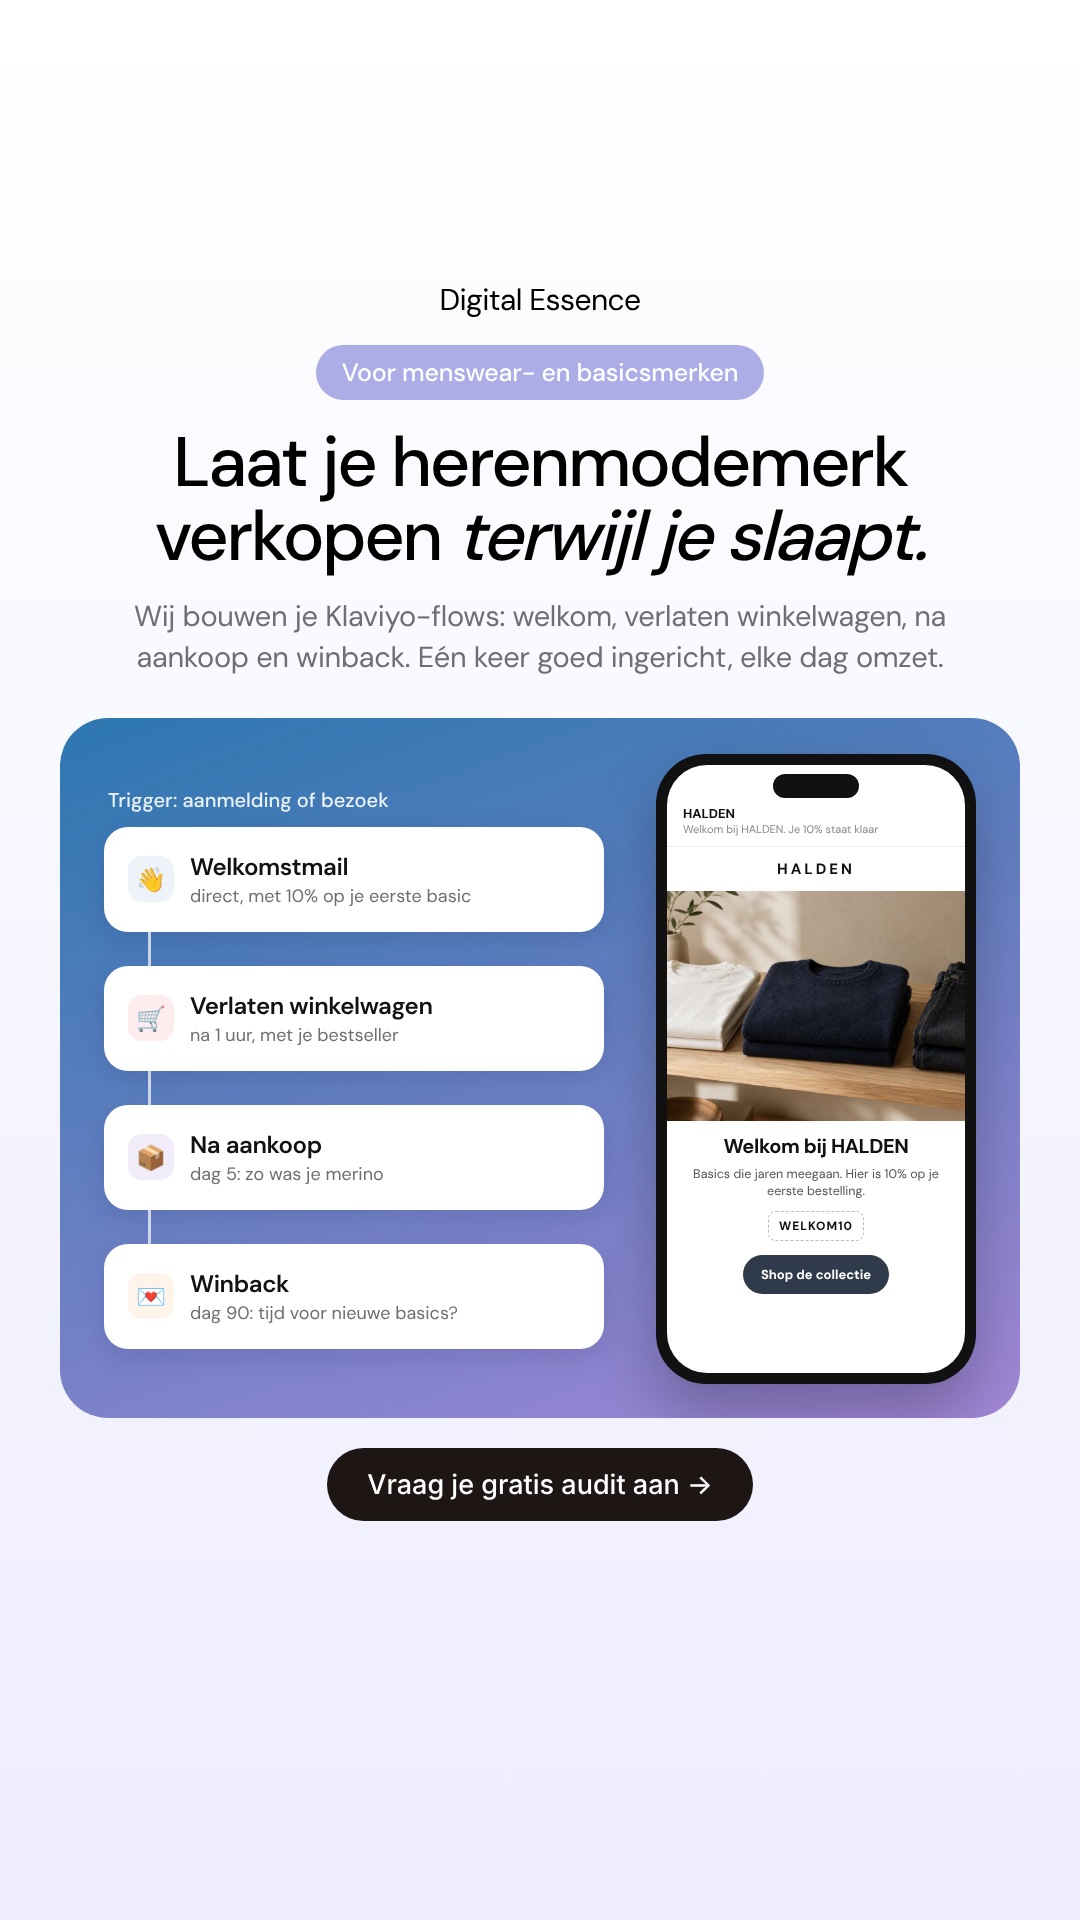 Digital Essence
Voor menswear- en basicsmerken
Laat je herenmodemerk
verkopen terwijl je slaapt.
Wij bouwen je Klaviyo-flows: welkom, verlaten winkelwagen, na
aankoop en winback. Eén keer goed ingericht, elke dag omzet.
Trigger: aanmelding of bezoek
Welkomstmail
direct, met 10% op je eerste basic
Verlaten winkelwagen
na 1 uur, met je bestseller
Na aankoop
dag 5: zo was je merino
Winback
dag 90: tijd voor nieuwe basics?
HALDEN
Welkom bij HALDEN. Je 10% staat klaar
HALDEN
Welkom bij HALDEN
Basics die jaren meegaan. Hier is 10% op je
eerste bestelling.
WELKOM10
Shop de collectie
Vraag je gratis audit aan →